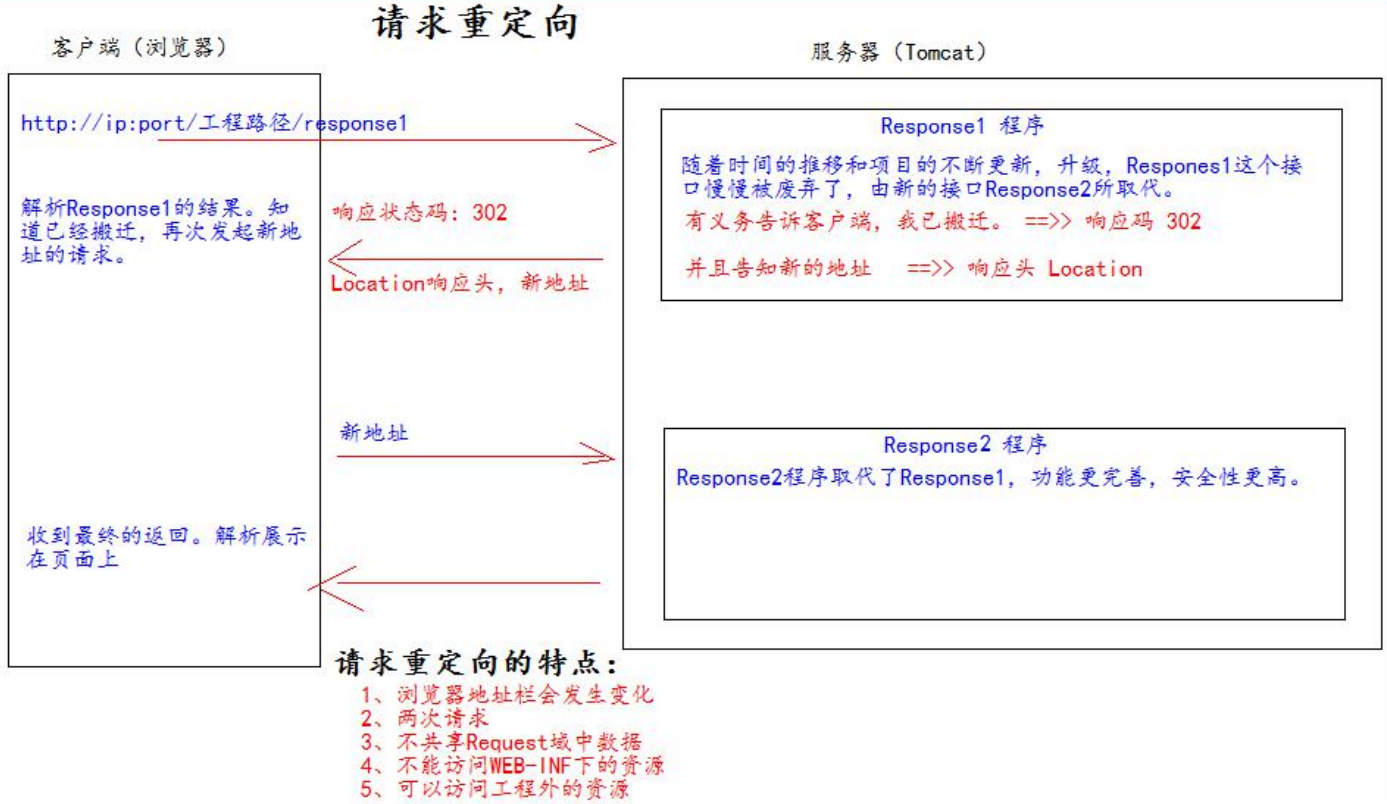 请求重定向
客户端（浏览器）
服务器（Tomcat）
http://ip:port/工程路径/response1
解析Response1的结果。知
道已经搬迁，再次发起新地
址的请求。
响应状态码：302
Location响应头，新地址
Response1 程序
随着时间的推移和项目的不断更新，升级，Respones1这个接
口慢慢被废弃了，由新的接口Response2所取代。
有义务告诉客户端，我已搬迁。 ==>> 响应码 302
并且告知新的地址 ==>> 响应头 Location
新地址
Response2 程序
Response2程序取代了Response1，功能更完善，安全性更高。
收到最终的返回。解析展示
在页面上
请求重定向的特点：
1、浏览器地址栏会发生变化
2、两次请求
3、不共享Request域中数据
4、不能访问WEB-INF下的资源
5、可以访问工程外的资源